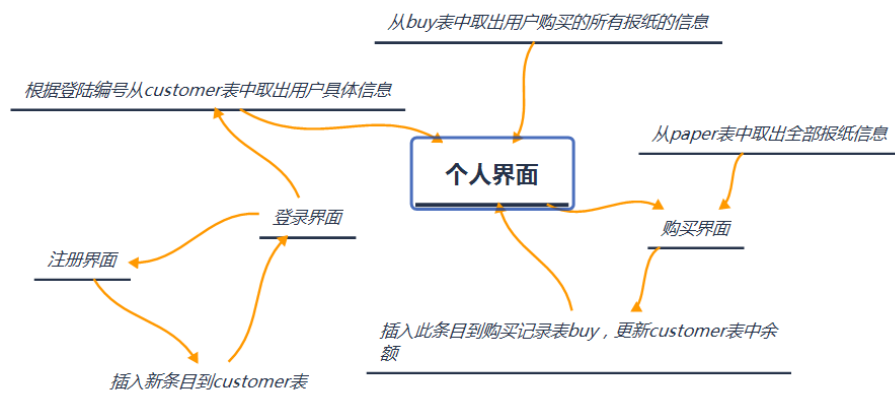 从buy表中取出用户购买的所有报纸的信息
根据登陆编号从customer表中取出用户具体信息
从paper表中取出全部报纸信息
个人界面
登录界面
购买界面
注册界面
插入此条目到购买记录表buy，更新customer表中余
额
插入新条目到customer表